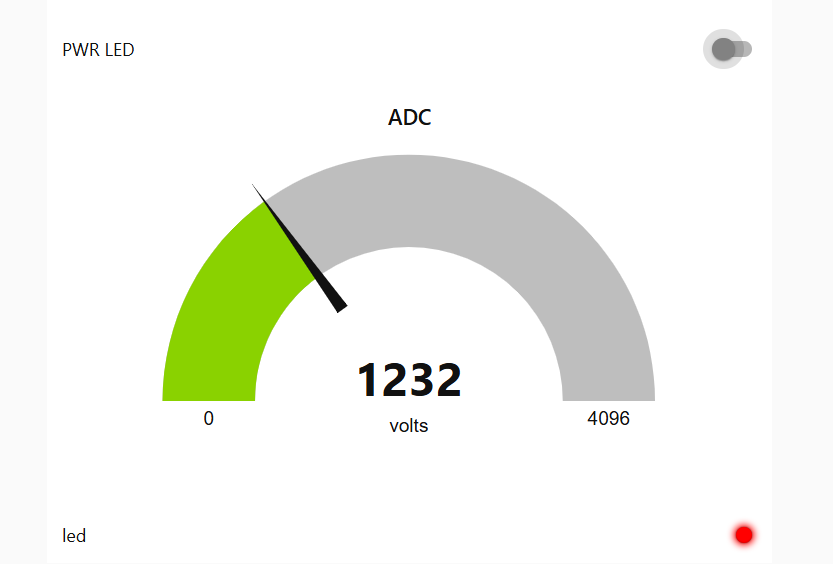 PWR LED
ADC
1232
0
volts
4096
led